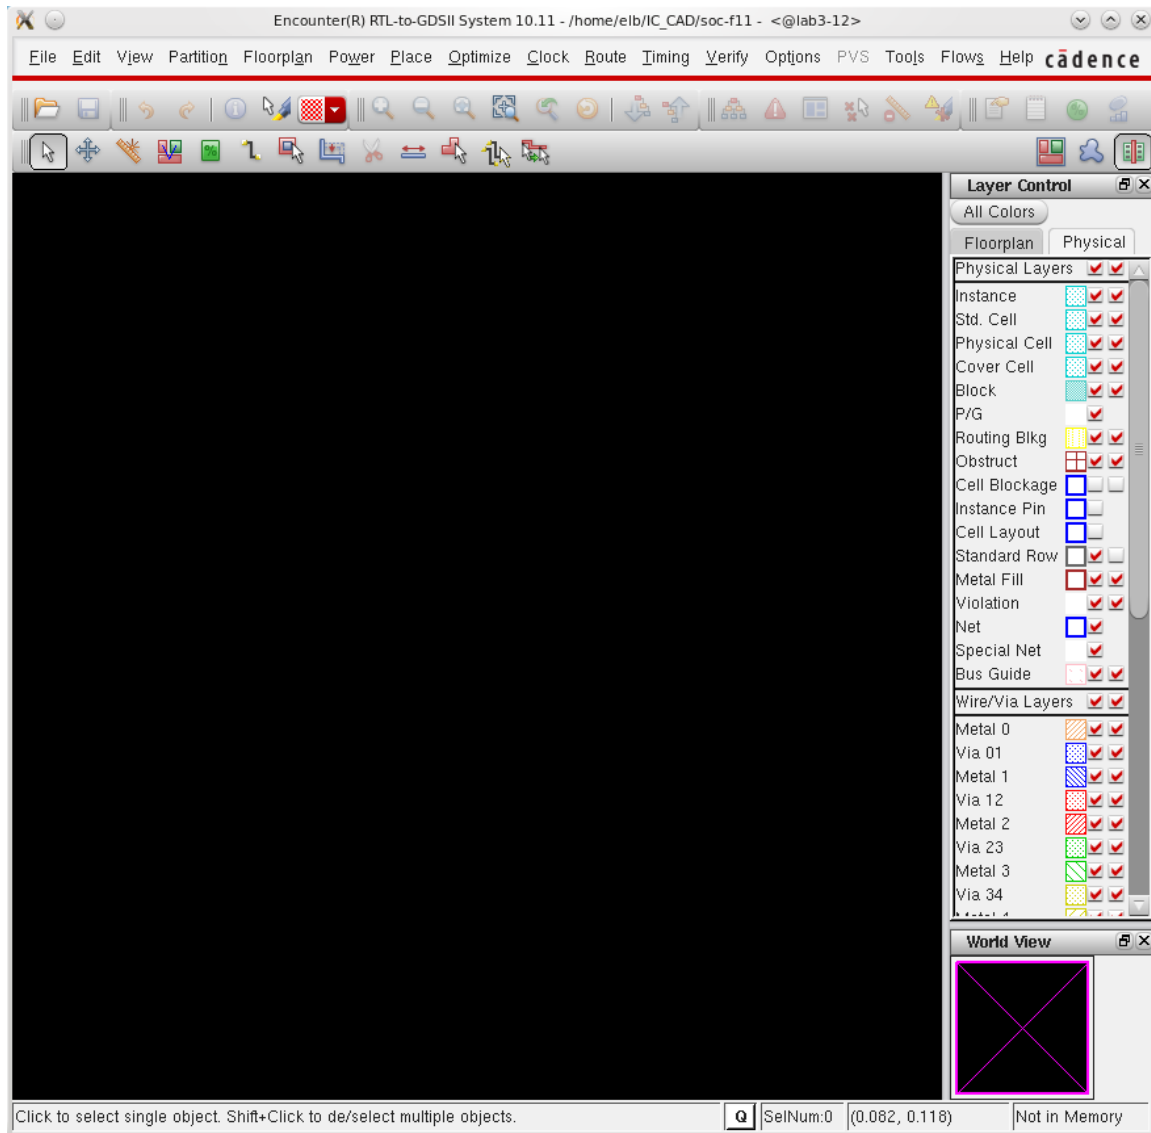 Encounter(R) RTL-to-GDSII System 10.11 - /home/elb/IC_CAD/soc-f11 - <@lab3-12>
File Edit View Partition Floorplan Power Place Optimize Clock Route Timing Verify Options PVS Tools Flows Help cādence
Layer Control
All Colors
Floorplan Physical
Physical Layers
Instance
Std. Cell
Physical Cell
Cover Cell
Block
P/G
Routing Blkg
Obstruct
Cell Blockage
Instance Pin
Cell Layout
Standard Row
Metal Fill
Violation
Net
Special Net
Bus Guide
Wire/Via Layers
Metal 0
Via 01
Metal 1
Via 12
Metal 2
Via 23
Metal 3
Via 34
World View
Click to select single object. Shift+Click to de/select multiple objects. Q SelNum:0 (0.082, 0.118) Not in Memory